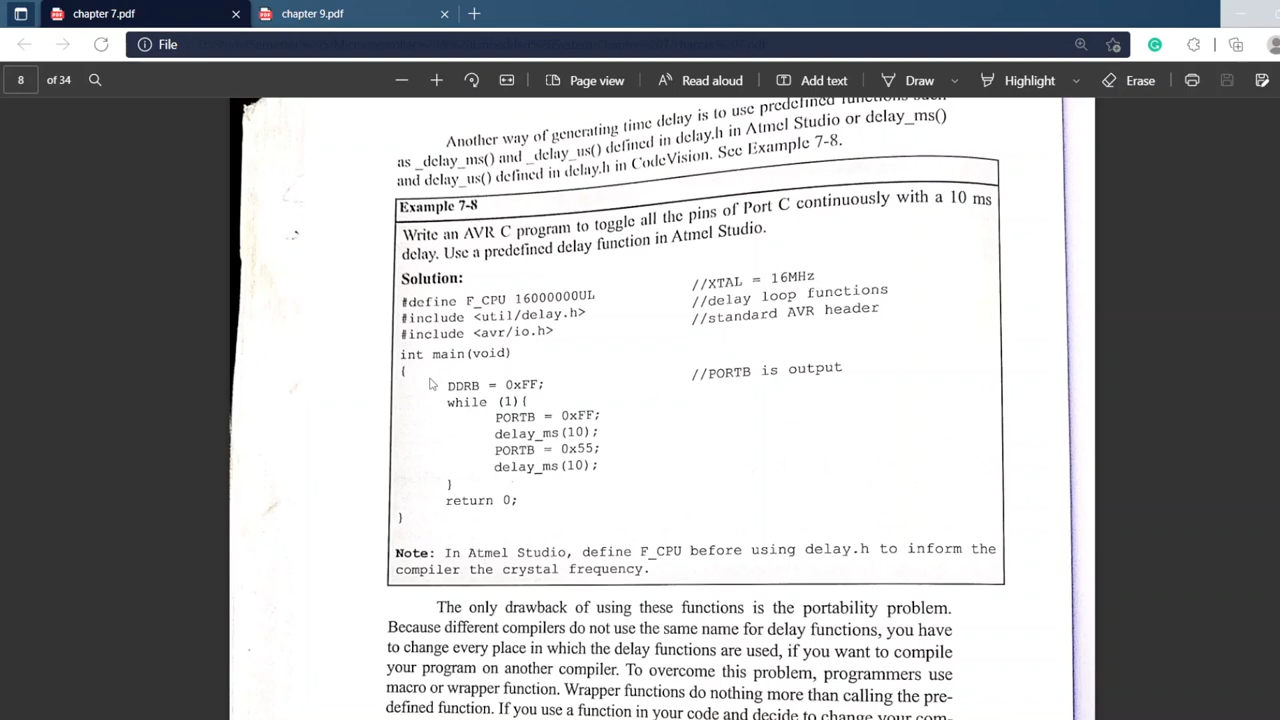 chapter 7.pdf
chapter 9.pdf
File
8 of 34
Page view
Read aloud
Add text
Draw
Highlight
Erase
Another way of generating time delay is to use predefined functions such
as _delay_ms() and _delay_us() defined in delay.h in Atmel Studio or delay_ms()
and delay_us() defined in delay.h in CodeVision. See Example 7-8.
Example 7-8
Write an AVR C program to toggle all the pins of Port C continuously with a 10 ms
delay. Use a predefined delay function in Atmel Studio.
Solution:
#define F_CPU 16000000UL //XTAL = 16MHz
#include <util/delay.h> //delay loop functions
#include <avr/io.h> //standard AVR header
int main(void)
{
DDRB = 0xFF; //PORTB is output
while (1){
PORTB = 0xFF;
delay_ms(10);
PORTB = 0x55;
delay_ms(10);
}
return 0;
}
Note: In Atmel Studio, define F_CPU before using delay.h to inform the
compiler the crystal frequency.
The only drawback of using these functions is the portability problem.
Because different compilers do not use the same name for delay functions, you have
to change every place in which the delay functions are used, if you want to compile
your program on another compiler. To overcome this problem, programmers use
macro or wrapper function. Wrapper functions do nothing more than calling the pre-
defined function. If you use a function in your code and decide to change your com-